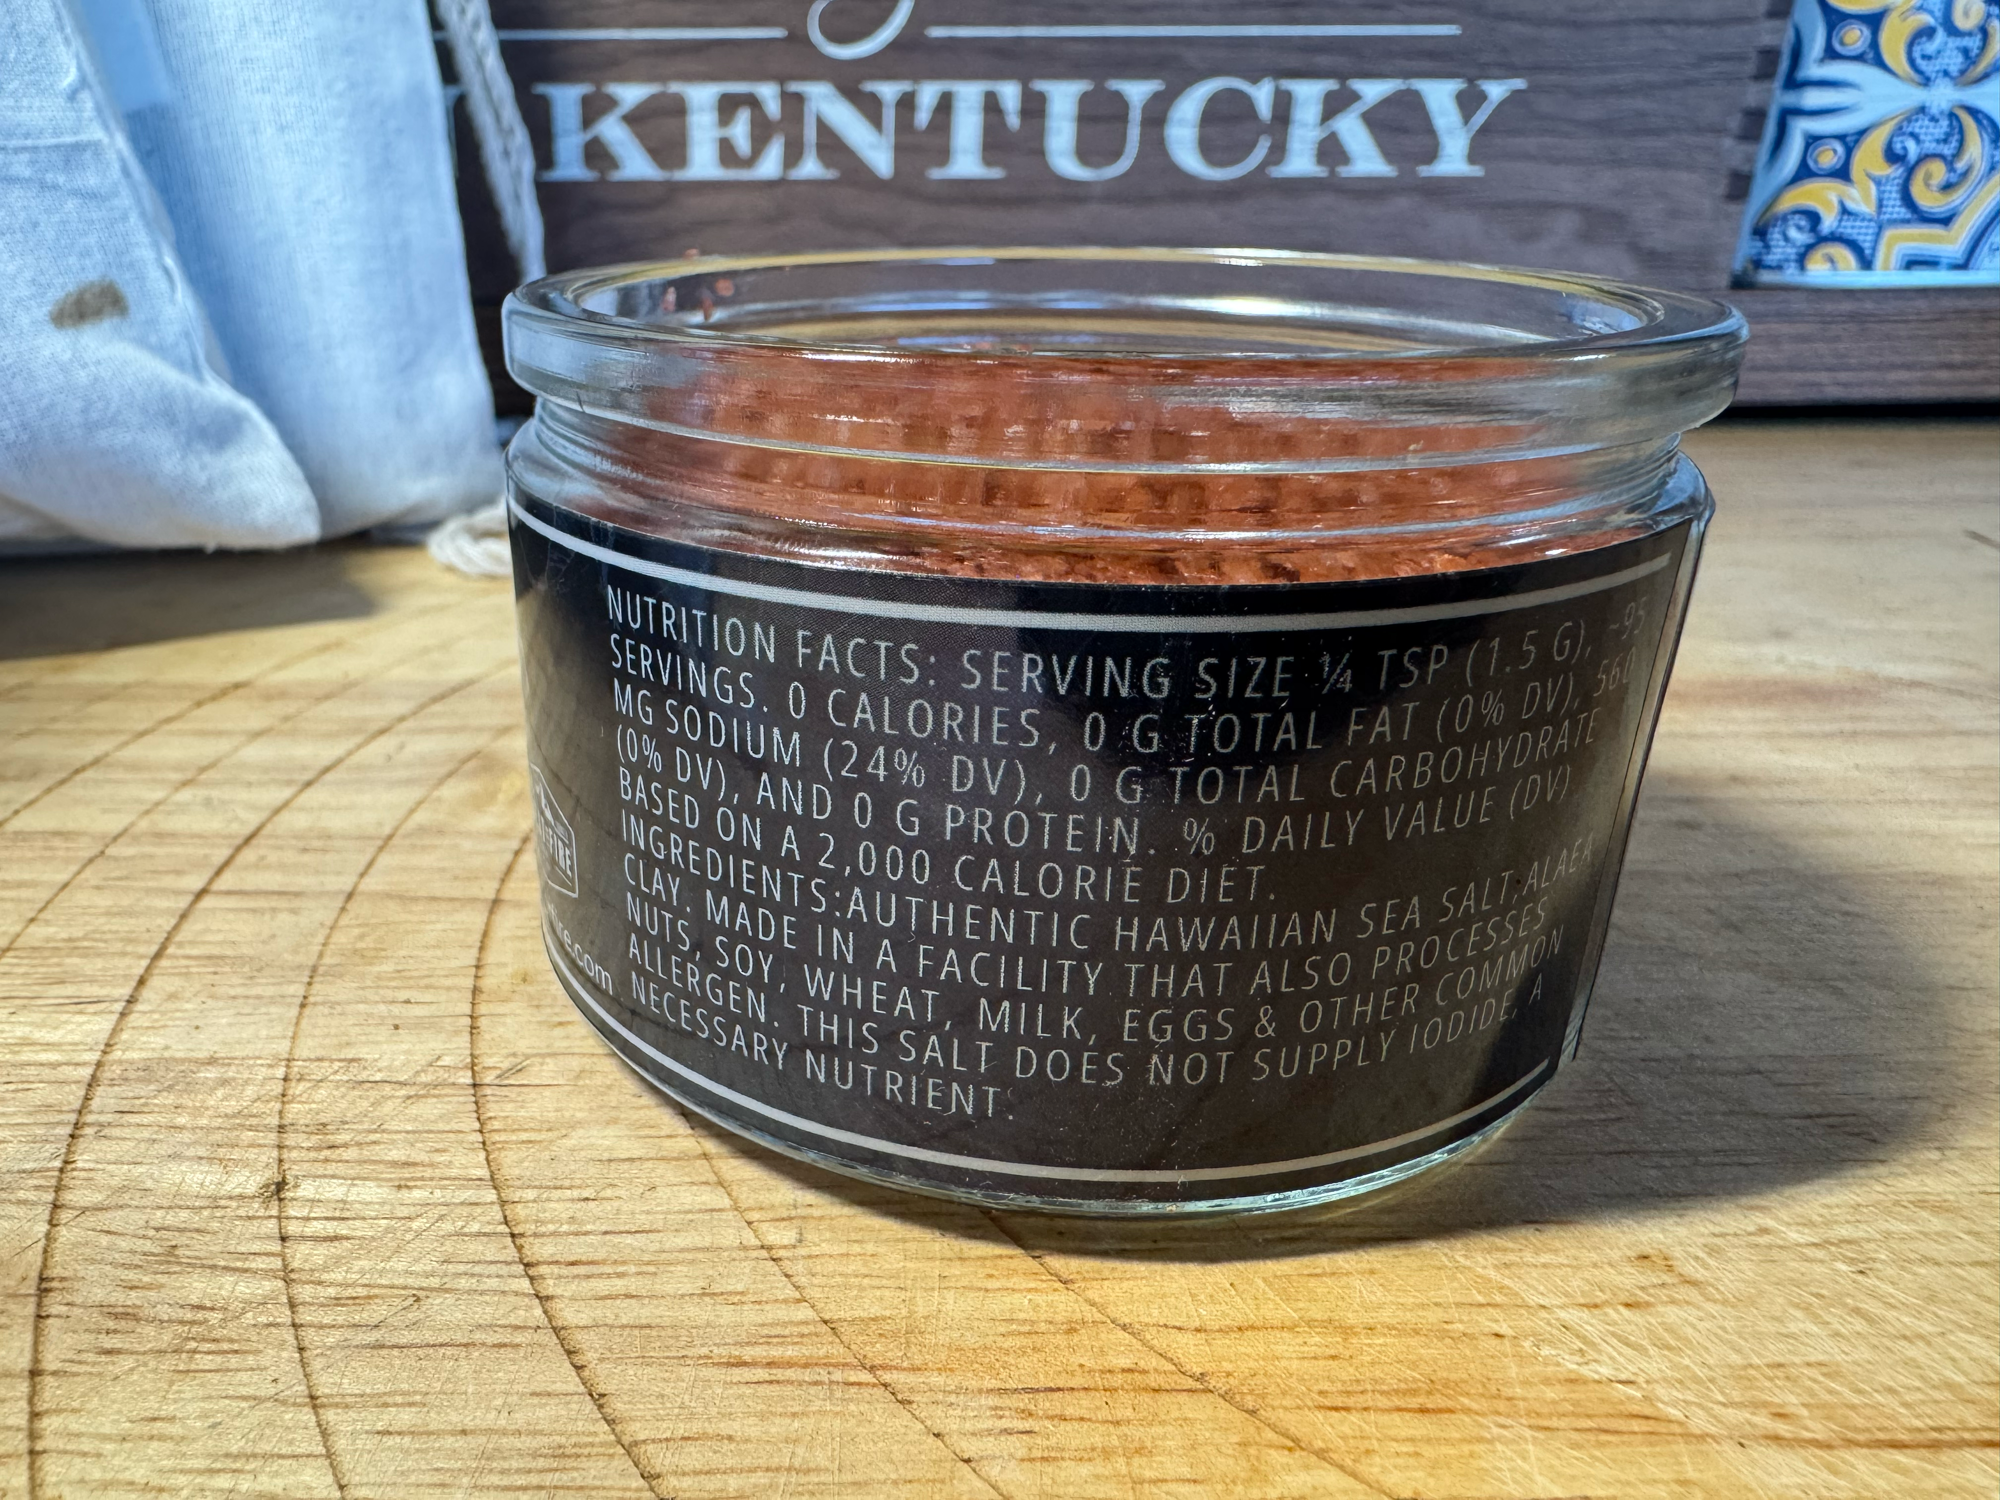 KENTUCKY
NUTRITION FACTS: SERVING SIZE ¼ TSP (1.5 G), ~95
SERVINGS. 0 CALORIES, 0 G TOTAL FAT (0% DV), 560
MG SODIUM (24% DV), 0 G TOTAL CARBOHYDRATE
(0% DV), AND 0 G PROTEIN. % DAILY VALUE (DV)
BASED ON A 2,000 CALORIE DIET.
INGREDIENTS:AUTHENTIC HAWAIIAN SEA SALT,ALAEA
CLAY. MADE IN A FACILITY THAT ALSO PROCESSES
NUTS, SOY, WHEAT, MILK, EGGS & OTHER COMMON
ALLERGEN. THIS SALT DOES NOT SUPPLY IODIDE, A
NECESSARY NUTRIENT.